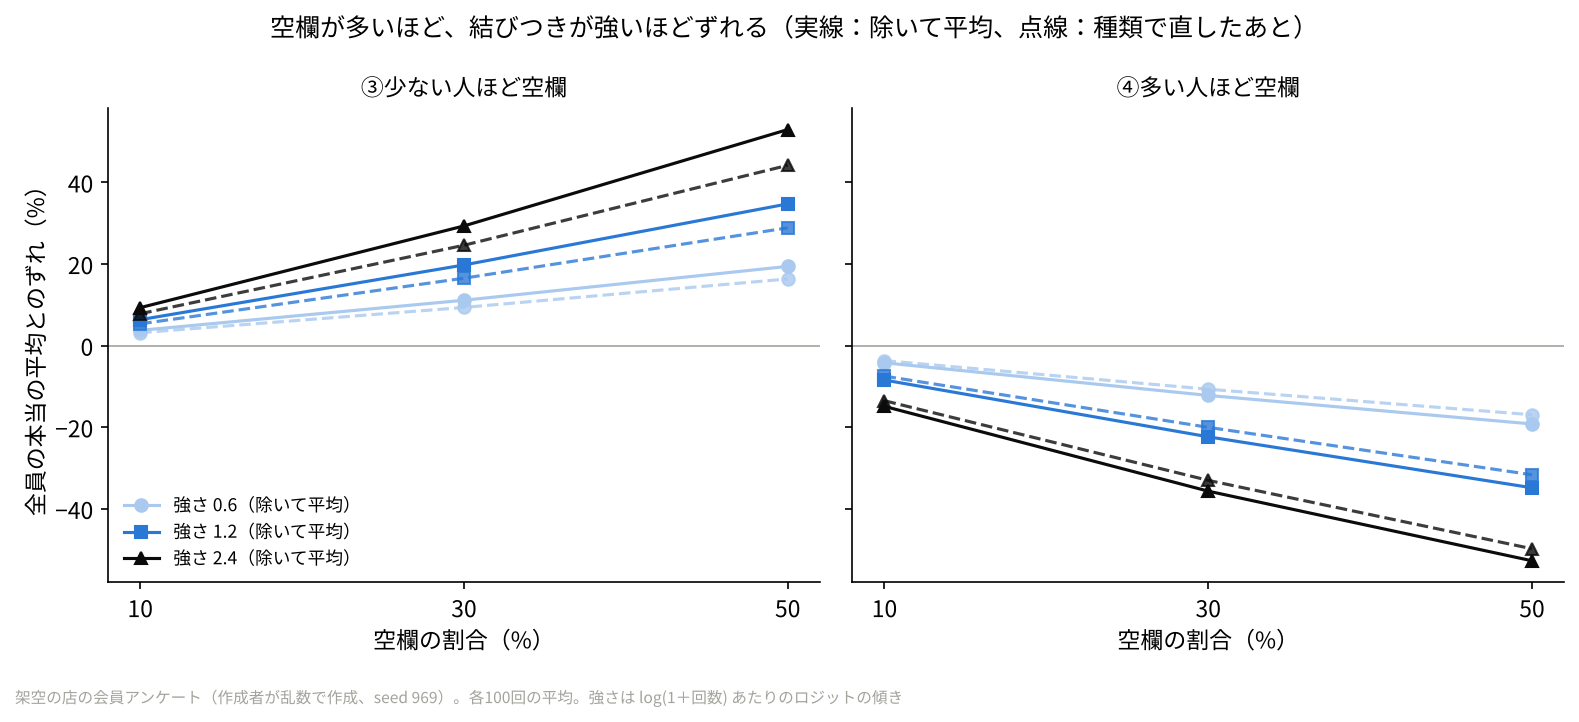 空欄が多いほど、結びつきが強いほどずれる（実線：除いて平均、点線：種類で直したあと）
③少ない人ほど空欄
④多い人ほど空欄
全員の本当の平均とのずれ（%）
40
20
0
−20
−40
強さ 0.6（除いて平均）
強さ 1.2（除いて平均）
強さ 2.4（除いて平均）
10 30 50
10 30 50
空欄の割合（%）
空欄の割合（%）
架空の店の会員アンケート（作成者が乱数で作成、seed 969）。各100回の平均。強さは log(1＋回数) あたりのロジットの傾き